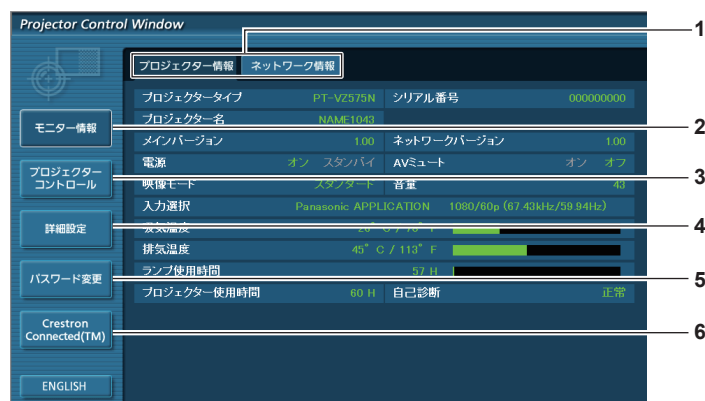 Projector Control Window
1
プロジェクター情報 ネットワーク情報
プロジェクタータイプ PT-VZ575N シリアル番号 000000000
プロジェクター名 NAME1043
モニター情報 2
メインバージョン 1.00 ネットワークバージョン 1.00
電源 オン スタンバイ AVミュート オン オフ
プロジェクター
コントロール 3
映像モード スタンダード 音量 43
入力選択 Panasonic APPLICATION 1080/60p (67.43kHz/59.94Hz)
詳細設定 4
吸気温度
排気温度 45° C / 113° F
ランプ使用時間 57 H
パスワード変更 5
プロジェクター使用時間 60 H 自己診断 正常
Crestron
Connected(TM) 6
ENGLISH